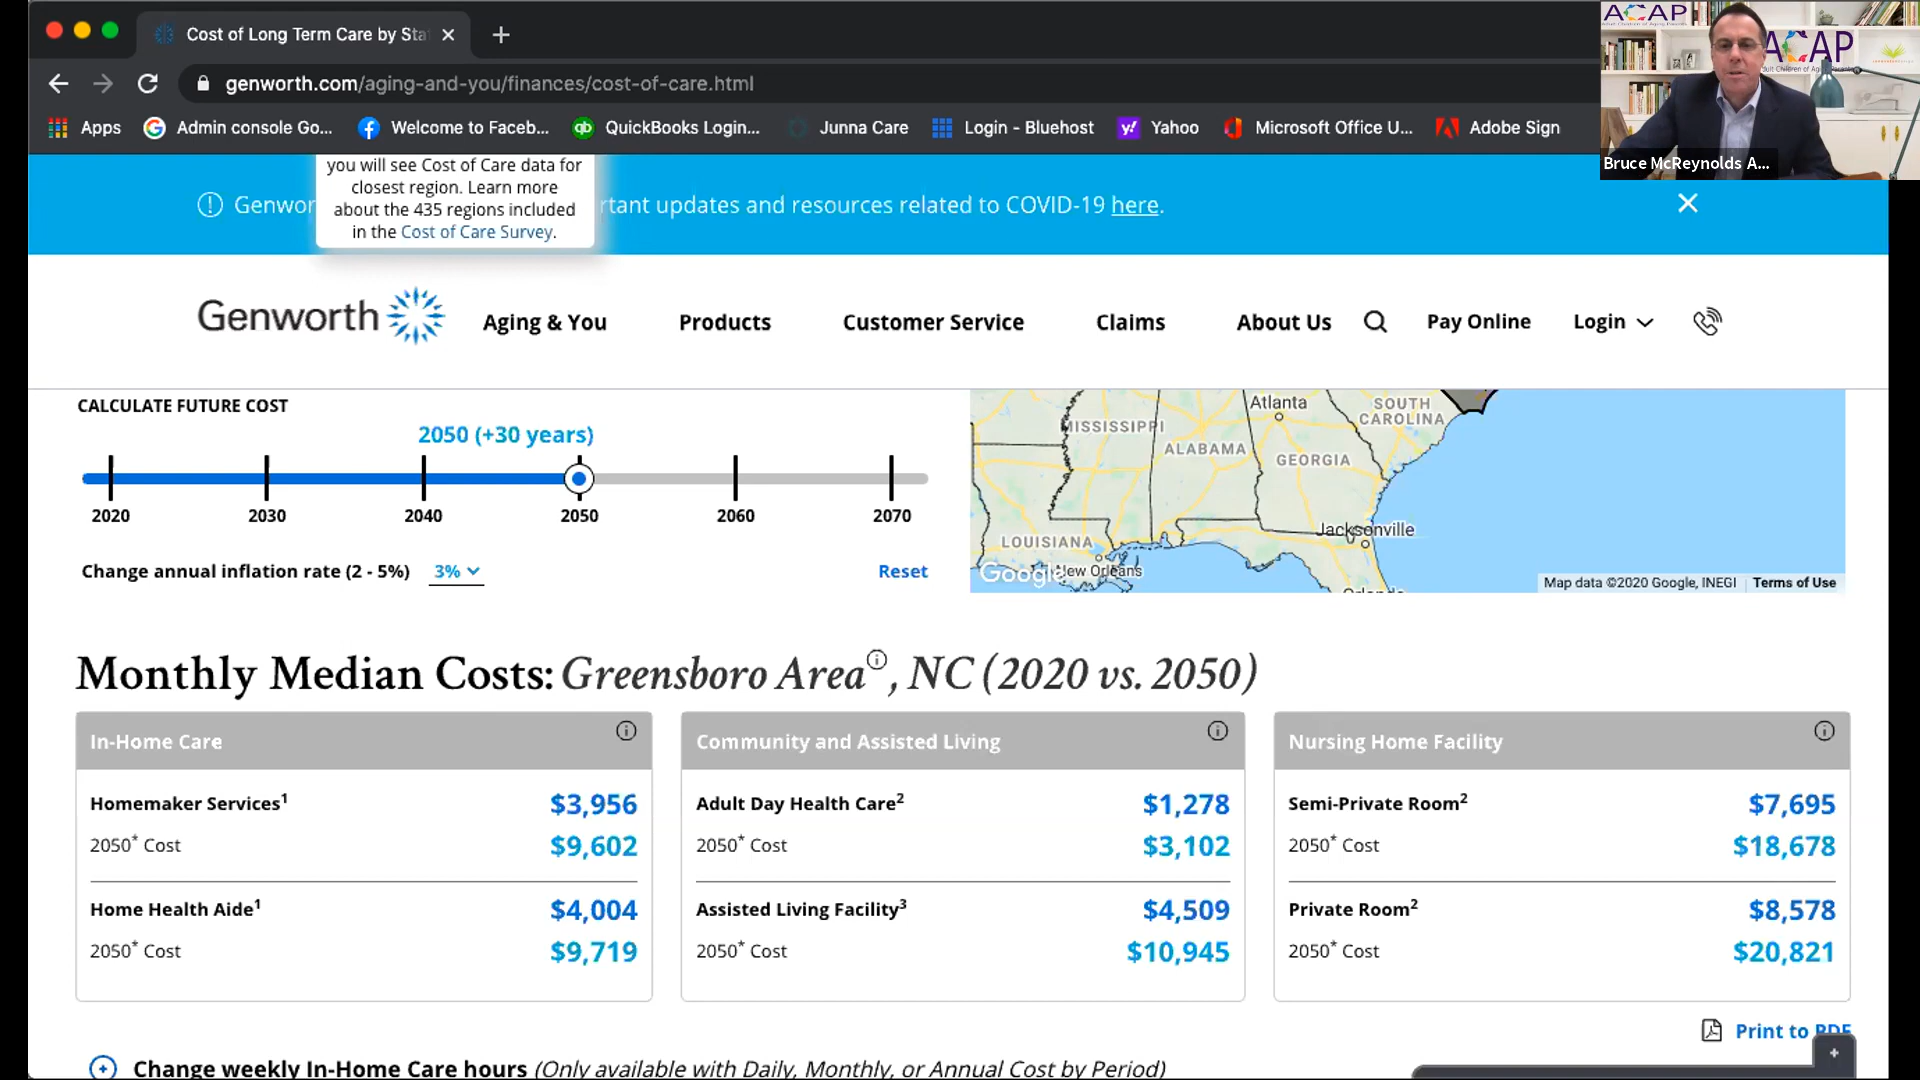 Cost of Long Term Care by Sta
genworth.com/aging-and-you/finances/cost-of-care.html
Apps Admin console Go... Welcome to Faceb... QuickBooks Login... Junna Care Login - Bluehost Yahoo Microsoft Office U... Adobe Sign
ACAP
ACAP
Bruce McReynolds A...
you will see Cost of Care data for
closest region. Learn more
about the 435 regions included
in the Cost of Care Survey.
Genwor
rtant updates and resources related to COVID-19 here.
Genworth
Aging & You Products Customer Service Claims About Us Pay Online Login
CALCULATE FUTURE COST
2050 (+30 years)
2020 2030 2040 2050 2060 2070
Change annual inflation rate (2 - 5%) 3% Reset
Atlanta
SOUTH
CAROLINA
MISSISSIPPI
ALABAMA
GEORGIA
Jacksonville
LOUISIANA
New Orleans
Google
Orlando
Map data ©2020 Google, INEGI Terms of Use
Monthly Median Costs: Greensboro Area, NC (2020 vs. 2050)
In-Home Care
Homemaker Services1 $3,956
2050* Cost $9,602
Home Health Aide1 $4,004
2050* Cost $9,719
Community and Assisted Living
Adult Day Health Care2 $1,278
2050* Cost $3,102
Assisted Living Facility3 $4,509
2050* Cost $10,945
Nursing Home Facility
Semi-Private Room2 $7,695
2050* Cost $18,678
Private Room2 $8,578
2050* Cost $20,821
Print to PDF
Change weekly In-Home Care hours (Only available with Daily, Monthly, or Annual Cost by Period)